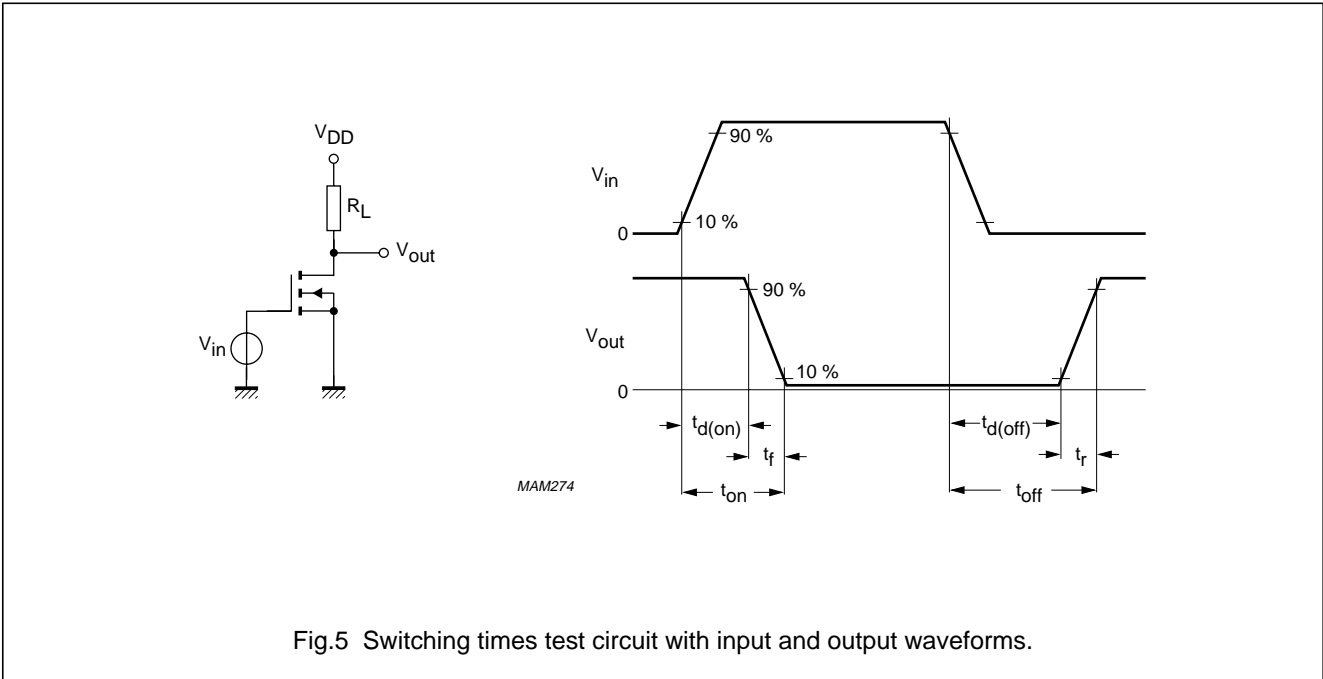 VDD
RL
Vout
Vin
MAM274
Vin
90 %
10 %
0
Vout
90 %
10 %
0
td(on)
tf
ton
td(off)
tr
toff
Fig.5 Switching times test circuit with input and output waveforms.